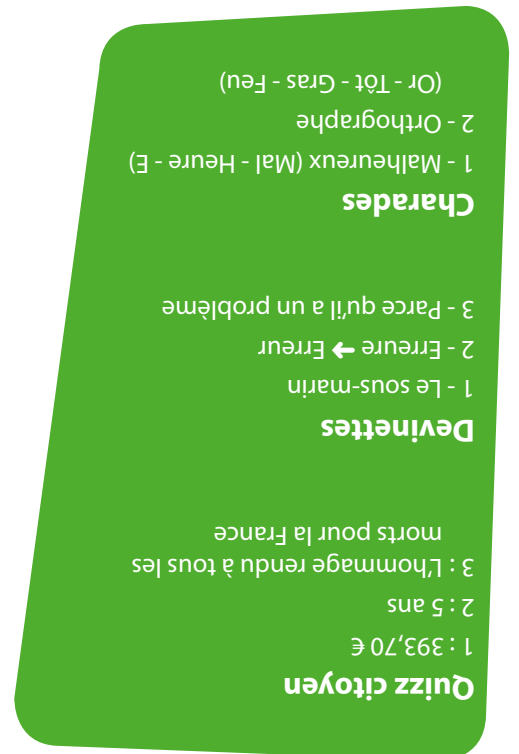 Quizz citoyen
1 : 393,70 €
2 : 5 ans
3 : L'hommage rendu à tous les
morts pour la France
Devinettes
1 - Le sous-marin
2 - Erreure ➜ Erreur
3 - Parce qu'il a un problème
Charades
1 - Malheureux (Mal - Heure - E)
2 - Orthographe
(Or - Tôt - Gras - Feu)